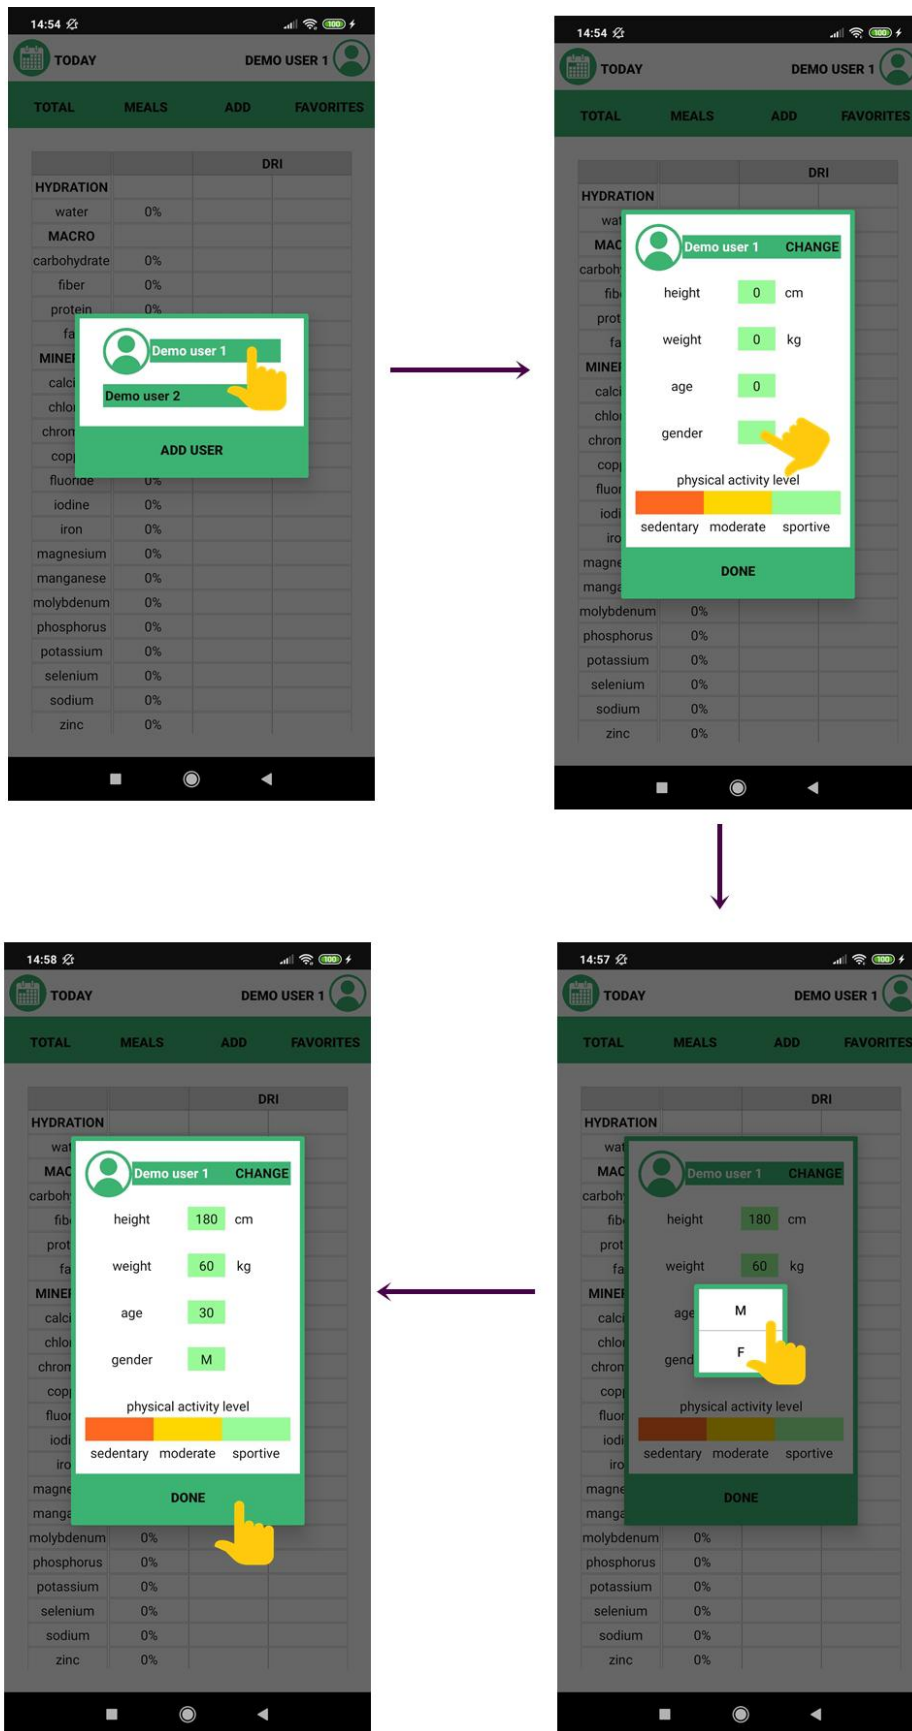 14:54
100
TODAY DEMO USER 1
TOTAL MEALS ADD FAVORITES
DRI
HYDRATION
water 0%
MACRO
carbohydrate 0%
fiber 0%
protein 0%
Demo user 1
Demo user 2
ADD USER
fluoride 0%
iodine 0%
iron 0%
magnesium 0%
manganese 0%
molybdenum 0%
phosphorus 0%
potassium 0%
selenium 0%
sodium 0%
zinc 0%
14:54
100
TODAY DEMO USER 1
TOTAL MEALS ADD FAVORITES
DRI
HYDRATION
Demo user 1 CHANGE
height 0 cm
weight 0 kg
age 0
gender
physical activity level
sedentary moderate sportive
DONE
molybdenum 0%
phosphorus 0%
potassium 0%
selenium 0%
sodium 0%
zinc 0%
14:58
100
TODAY DEMO USER 1
TOTAL MEALS ADD FAVORITES
DRI
HYDRATION
Demo user 1 CHANGE
height 180 cm
weight 60 kg
age 30
gender M
physical activity level
sedentary moderate sportive
DONE
molybdenum 0%
phosphorus 0%
potassium 0%
selenium 0%
sodium 0%
zinc 0%
14:57
100
TODAY DEMO USER 1
TOTAL MEALS ADD FAVORITES
DRI
HYDRATION
Demo user 1 CHANGE
height 180 cm
weight 60 kg
age
M
F
physical activity level
sedentary moderate sportive
DONE
molybdenum 0%
phosphorus 0%
potassium 0%
selenium 0%
sodium 0%
zinc 0%